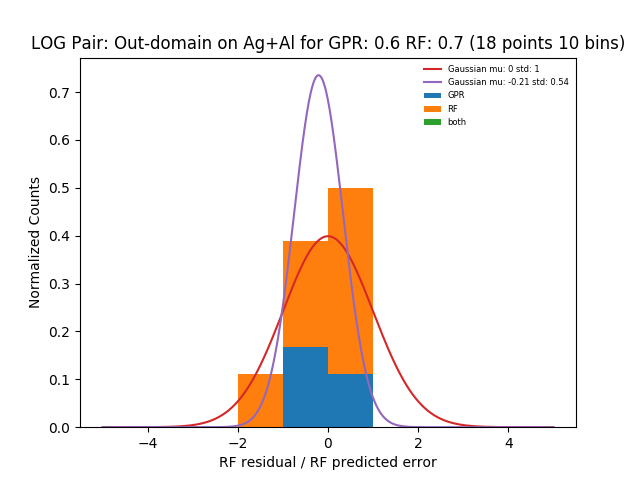 LOG Pair: Out-domain on Ag+Al for GPR: 0.6 RF: 0.7 (18 points 10 bins)
Gaussian mu: 0 std: 1
Gaussian mu: -0.21 std: 0.54
GPR
RF
both
Normalized Counts
0.7
0.6
0.5
0.4
0.3
0.2
0.1
0.0
−4 −2 0 2 4
RF residual / RF predicted error